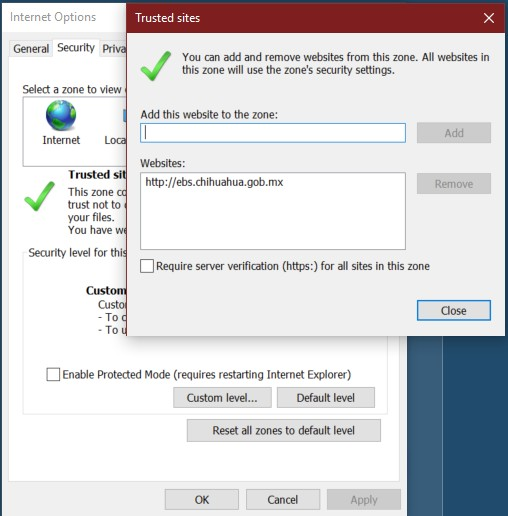 Internet Options
General
Security
Priva
Select a zone to view
Internet
Loca
Trusted sit
This zone co
trust not to
your files.
You have we
Security level for this
Custom
Custo
- To c
- To u
Enable Protected Mode (requires restarting Internet Explorer)
Custom level...
Default level
Reset all zones to default level
OK
Cancel
Apply
Trusted sites
You can add and remove websites from this zone. All websites in
this zone will use the zone's security settings.
Add this website to the zone:
Add
Websites:
http://ebs.chihuahua.gob.mx
Remove
Require server verification (https:) for all sites in this zone
Close